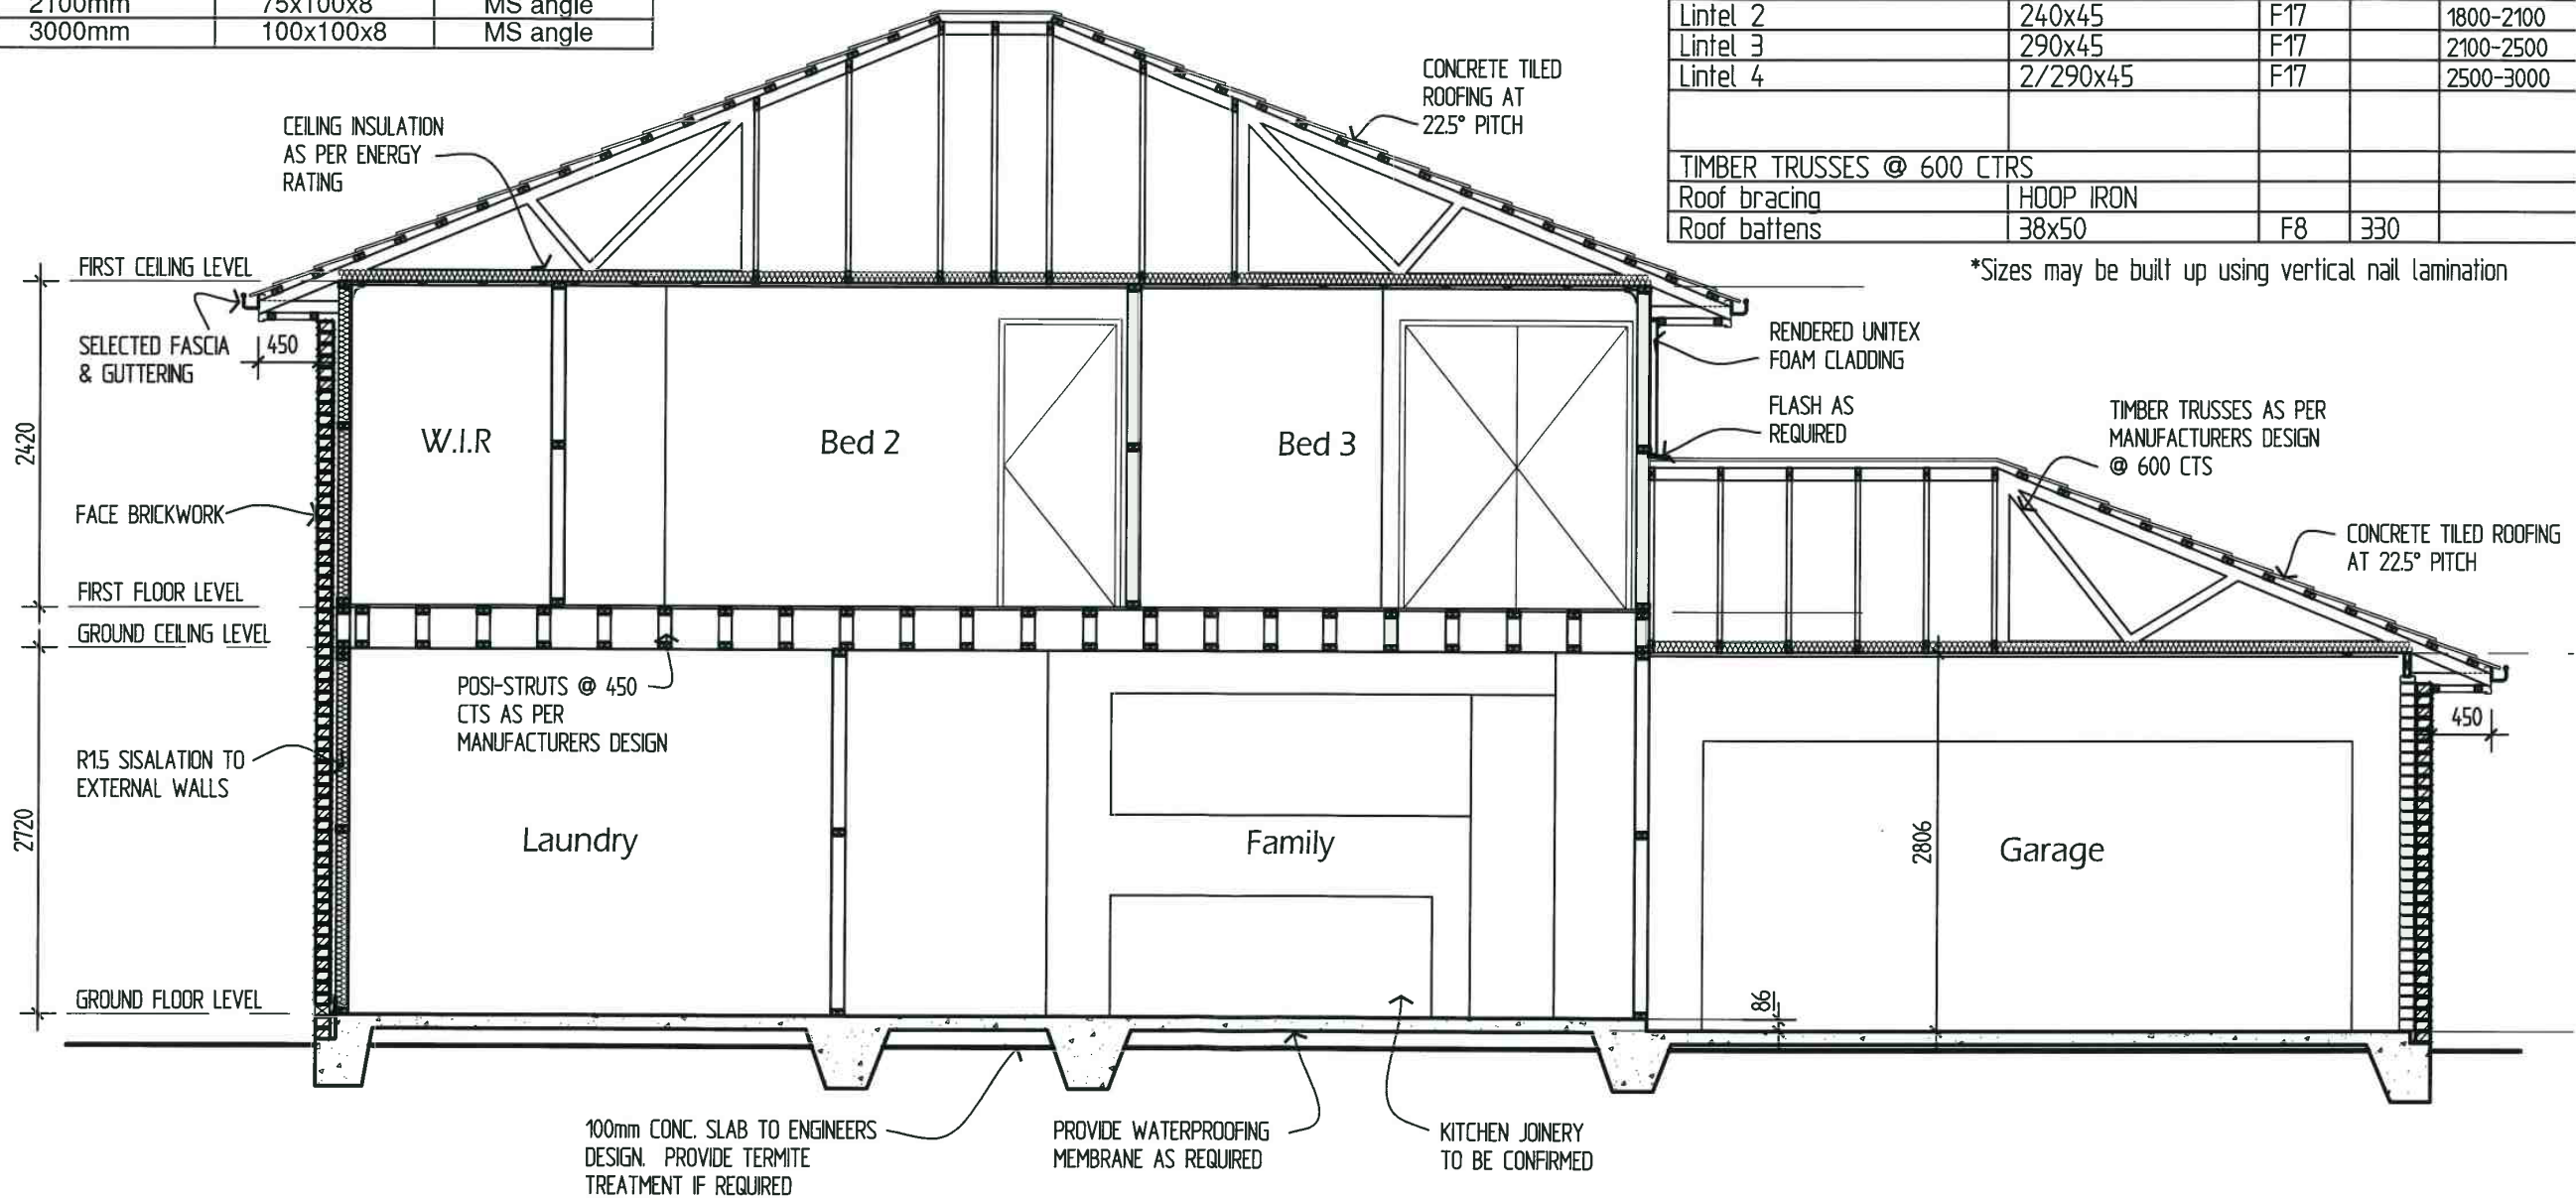 2100mm 75x100x8 MS angle
3000mm 100x100x8 MS angle
Lintel 2 240x45 F17 1800-2100
Lintel 3 290x45 F17 2100-2500
Lintel 4 2/290x45 F17 2500-3000
TIMBER TRUSSES @ 600 CTRS
Roof bracing HOOP IRON
Roof battens 38x50 F8 330
*Sizes may be built up using vertical nail lamination
CONCRETE TILED
ROOFING AT
22.5° PITCH
CEILING INSULATION
AS PER ENERGY
RATING
FIRST CEILING LEVEL
SELECTED FASCIA
& GUTTERING
450
RENDERED UNITEX
FOAM CLADDING
FLASH AS
REQUIRED
TIMBER TRUSSES AS PER
MANUFACTURERS DESIGN
@ 600 CTS
CONCRETE TILED ROOFING
AT 22.5° PITCH
2420
W.I.R
Bed 2
Bed 3
FACE BRICKWORK
FIRST FLOOR LEVEL
GROUND CEILING LEVEL
POSI-STRUTS @ 450
CTS AS PER
MANUFACTURERS DESIGN
450
R1.5 SISALATION TO
EXTERNAL WALLS
2720
Laundry
Family
2806
Garage
GROUND FLOOR LEVEL
86
100mm CONC. SLAB TO ENGINEERS
DESIGN. PROVIDE TERMITE
TREATMENT IF REQUIRED
PROVIDE WATERPROOFING
MEMBRANE AS REQUIRED
KITCHEN JOINERY
TO BE CONFIRMED